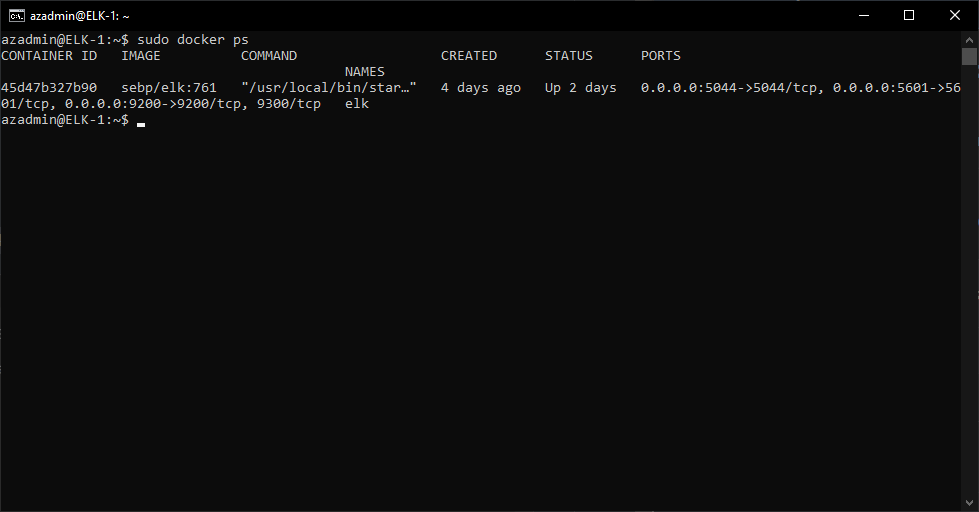 azadmin@ELK-1: ~
azadmin@ELK-1:~$ sudo docker ps
CONTAINER ID   IMAGE          COMMAND                  CREATED      STATUS      PORTS
                                           NAMES
45d47b327b90   sebp/elk:761   "/usr/local/bin/star…"   4 days ago   Up 2 days   0.0.0.0:5044->5044/tcp, 0.0.0.0:5601->56
01/tcp, 0.0.0.0:9200->9200/tcp, 9300/tcp   elk
azadmin@ELK-1:~$